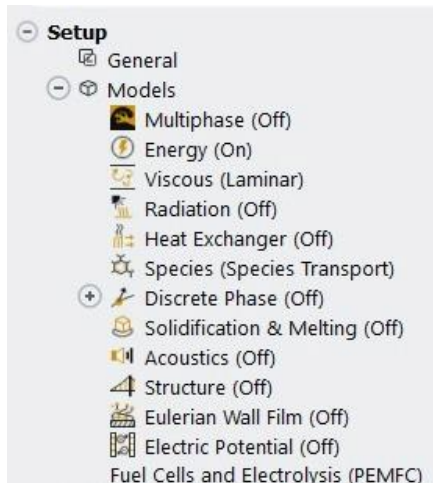 Setup
General
Models
Multiphase (Off)
Energy (On)
Viscous (Laminar)
Radiation (Off)
Heat Exchanger (Off)
Species (Species Transport)
Discrete Phase (Off)
Solidification & Melting (Off)
Acoustics (Off)
Structure (Off)
Eulerian Wall Film (Off)
Electric Potential (Off)
Fuel Cells and Electrolysis (PEMFC)